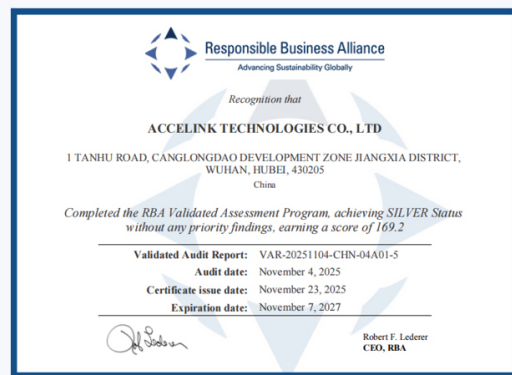 Responsible Business Alliance
Advancing Sustainability Globally
Recognition that
ACCELINK TECHNOLOGIES CO., LTD
1 TANHU ROAD, CANGLONGDAO DEVELOPMENT ZONE JIANGXIA DISTRICT,
WUHAN, HUBEI, 430205
China
Completed the RBA Validated Assessment Program, achieving SILVER Status
without any priority findings, earning a score of 169.2
Validated Audit Report: VAR-20251104-CHN-04A01-5
Audit date: November 4, 2025
Certificate issue date: November 23, 2025
Expiration date: November 7, 2027
Robert F. Lederer
CEO, RBA